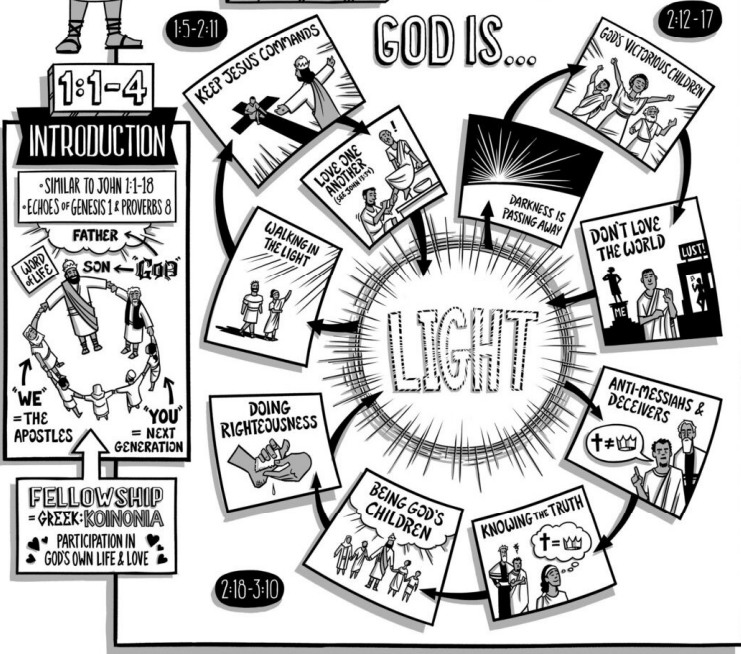 1:5-2:11
GOD IS...
2:12-17
1:1-4
INTRODUCTION
•SIMILAR TO JOHN 1:1-18
•ECHOES OF GENESIS 1 & PROVERBS 8
FATHER
WORD
OF LIFE
SON
GOD
"WE"
= THE
APOSTLES
"YOU"
= NEXT
GENERATION
FELLOWSHIP
= GREEK: KOINONIA
PARTICIPATION IN
GOD'S OWN LIFE & LOVE
KEEP JESUS' COMMANDS
LOVE ONE
ANOTHER
(SEE JOHN 13:34)
!
WALKING IN
THE LIGHT
GOD'S VICTORIOUS CHILDREN
DARKNESS IS
PASSING AWAY
DON'T LOVE
THE WORLD
LUST!
ME
LIGHT
ANTI-MESSIAHS &
DECEIVERS
≠
KNOWING THE TRUTH
=
BEING GOD'S
CHILDREN
DOING
RIGHTEOUSNESS
2:18-3:10